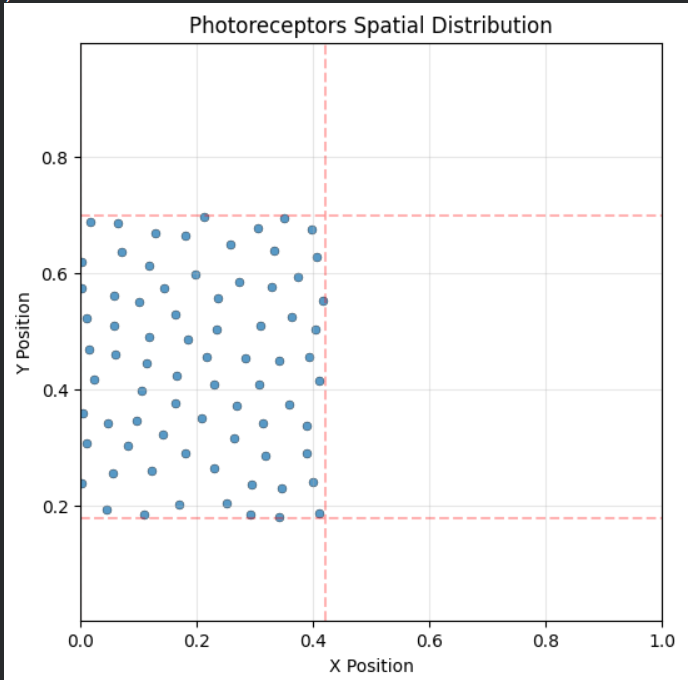 Photoreceptors Spatial Distribution
0.8
0.6
0.4
0.2
Y Position
0.0 0.2 0.4 0.6 0.8 1.0
X Position